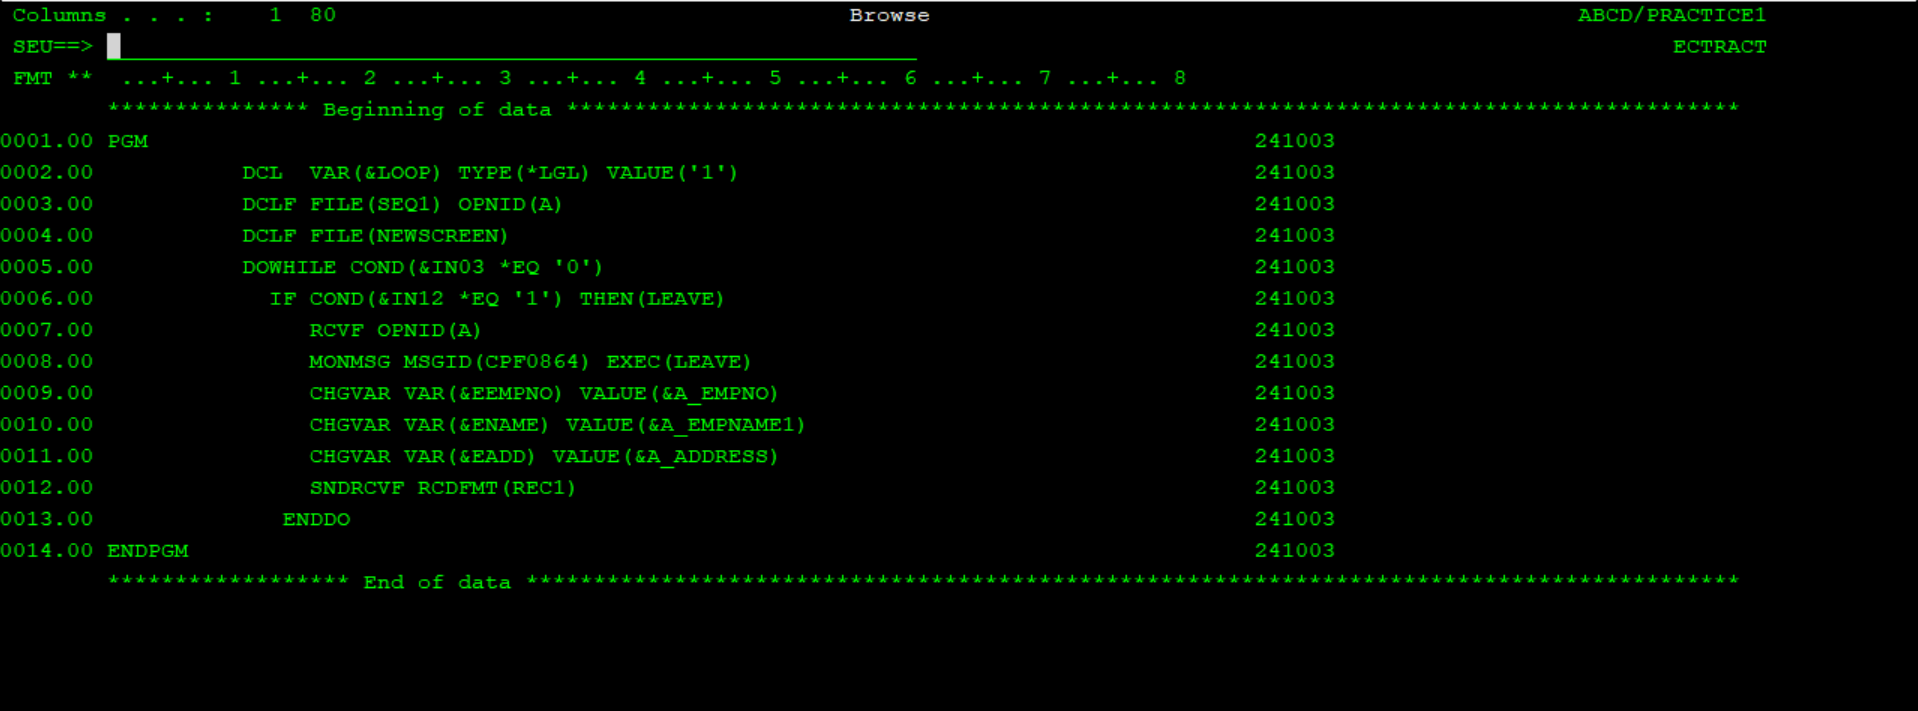 Columns . . . :    1  80                                      Browse                                                ABCD/PRACTICE1
SEU==>                                                                                                                     ECTRACT
FMT **  ...+... 1 ...+... 2 ...+... 3 ...+... 4 ...+... 5 ...+... 6 ...+... 7 ...+... 8
*************** Beginning of data ***************************************************************************************
0001.00 PGM                                                                                  241003
0002.00           DCL  VAR(&LOOP) TYPE(*LGL) VALUE('1')                                      241003
0003.00           DCLF FILE(SEQ1) OPNID(A)                                                   241003
0004.00           DCLF FILE(NEWSCREEN)                                                       241003
0005.00           DOWHILE COND(&IN03 *EQ '0')                                                241003
0006.00             IF COND(&IN12 *EQ '1') THEN(LEAVE)                                       241003
0007.00                RCVF OPNID(A)                                                         241003
0008.00                MONMSG MSGID(CPF0864) EXEC(LEAVE)                                     241003
0009.00                CHGVAR VAR(&EEMPNO) VALUE(&A_EMPNO)                                   241003
0010.00                CHGVAR VAR(&ENAME) VALUE(&A_EMPNAME1)                                 241003
0011.00                CHGVAR VAR(&EADD) VALUE(&A_ADDRESS)                                   241003
0012.00                SNDRCVF RCDFMT(REC1)                                                  241003
0013.00              ENDDO                                                                   241003
0014.00 ENDPGM                                                                               241003
****************** End of data ******************************************************************************************